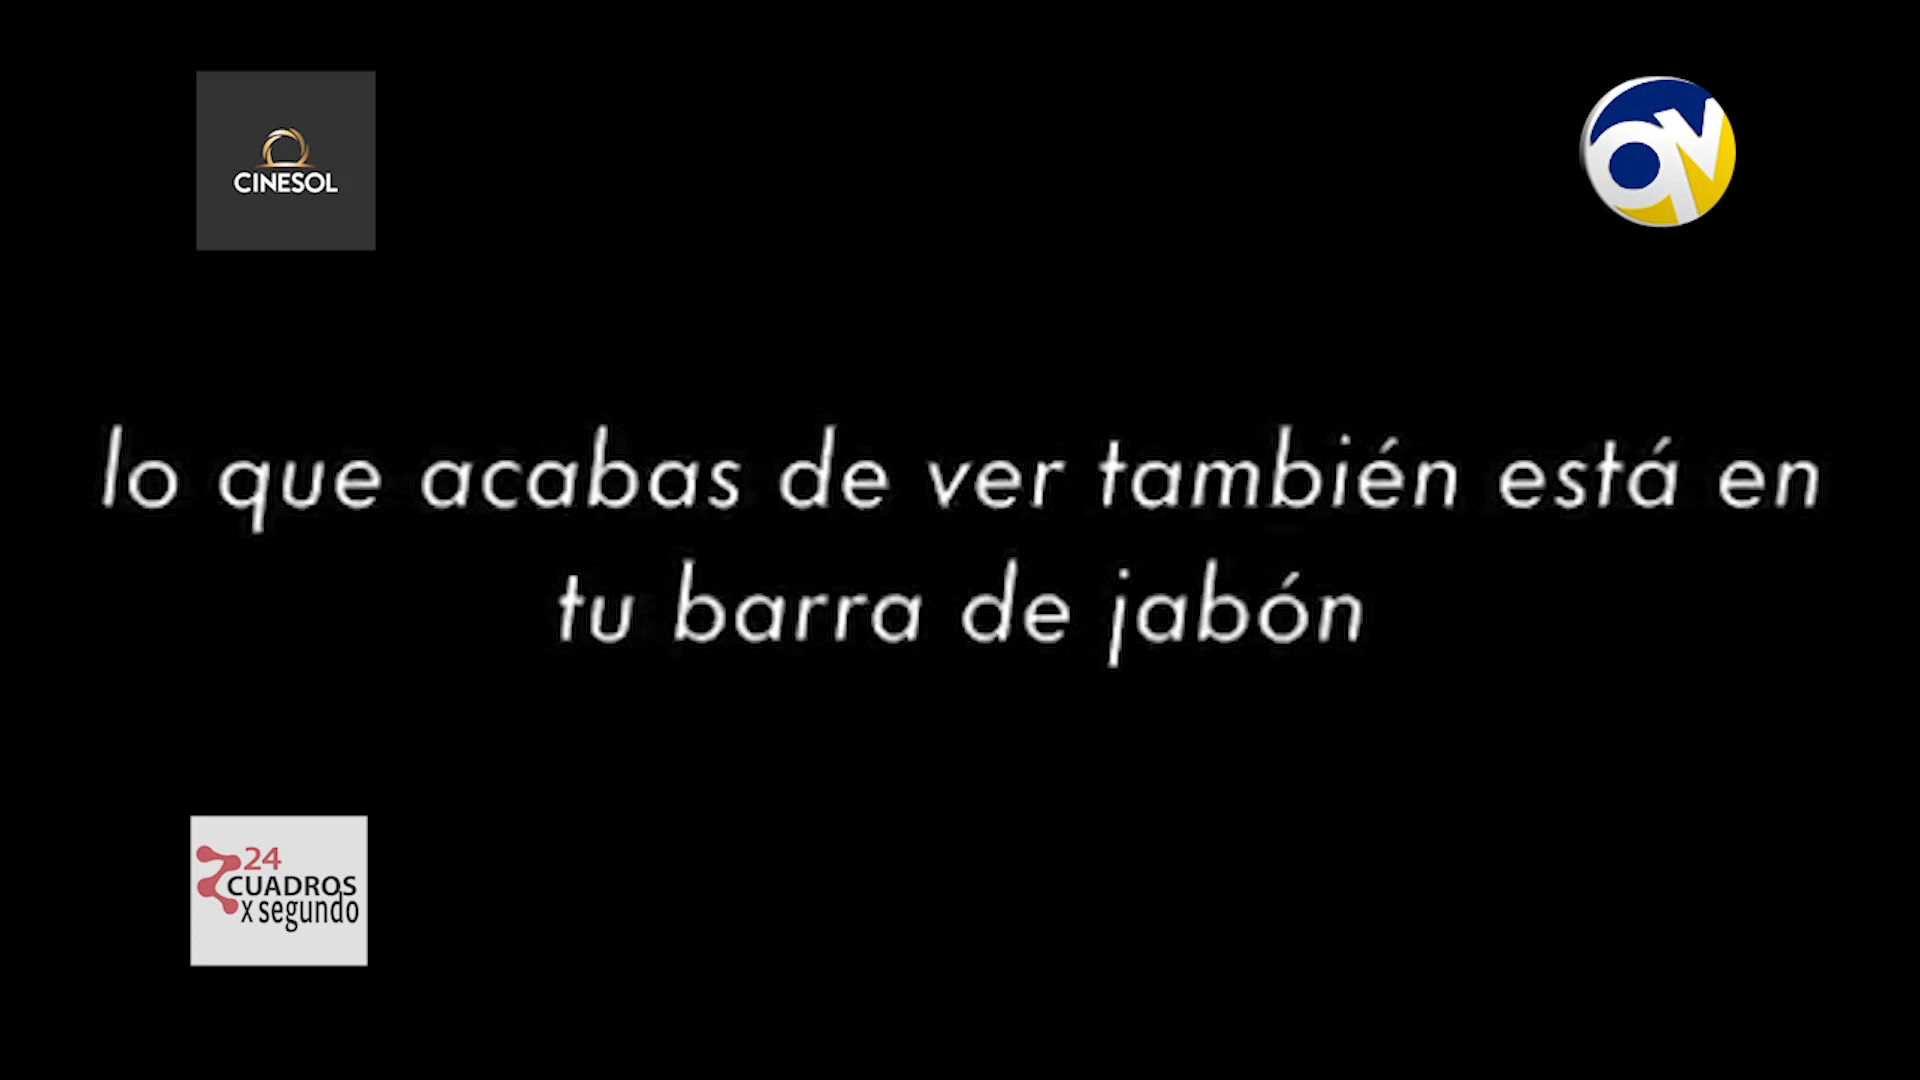 CINESOL
lo que acabas de ver también está en
tu barra de jabón
24
CUADROS
x segundo